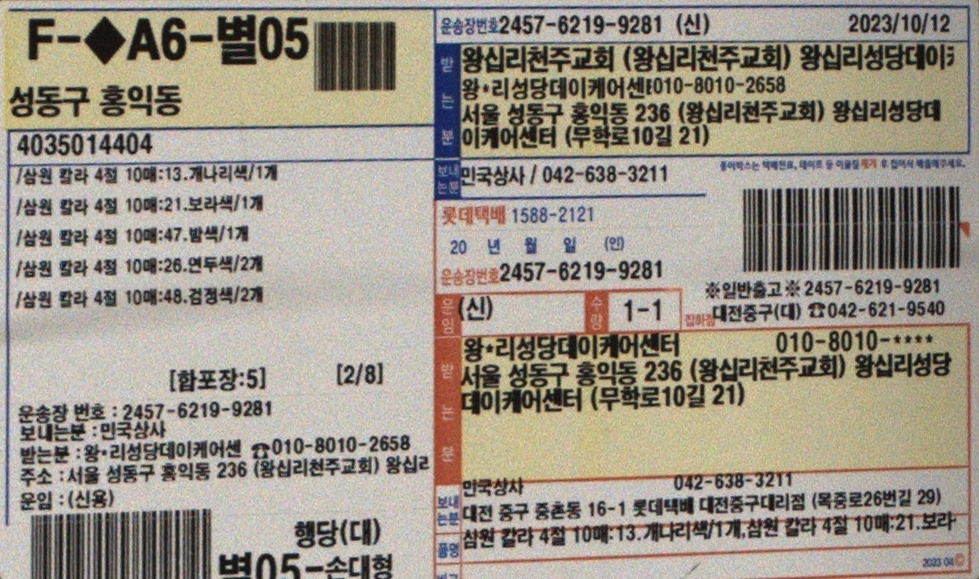 F-◆A6-별05
성동구 홍익동
4035014404
/삼원 칼라 4절 10매:13.개나리색/1개
/삼원 칼라 4절 10매:21.보라색/1개
/삼원 칼라 4절 10매:47.밤색/1개
/삼원 칼라 4절 10매:26.연두색/2개
/삼원 칼라 4절 10매:48.검정색/2개
[합포장:5] [2/8]
운송장 번호 : 2457-6219-9281
보내는분 : 민국상사
받는분 : 왕*리성당데이케어센 ☎010-8010-2658
주소 : 서울 성동구 홍익동 236 (왕십리천주교회) 왕십리
운임 : (신용)
행당(대)
별05-손대형
운송장번호 2457-6219-9281 (신) 2023/10/12
받는분
왕십리천주교회 (왕십리천주교회) 왕십리성당데이
왕*리성당데이케어센 010-8010-2658
서울 성동구 홍익동 236 (왕십리천주교회) 왕십리성당데
이케어센터 (무학로10길 21)
보내는분 민국상사 / 042-638-3211
롯데택배 1588-2121
20 년 월 일 (인)
운송장번호 2457-6219-9281
운임 (신) 수량 1-1
※일반출고※ 2457-6219-9281
집하점 대전중구(대) ☎042-621-9540
받는분
왕*리성당데이케어센터 010-8010-****
서울 성동구 홍익동 236 (왕십리천주교회) 왕십리성당
데이케어센터 (무학로10길 21)
보내는분
민국상사 042-638-3211
대전 중구 중촌동 16-1 롯데택배 대전중구대리점 (목중로26번길 29)
품명 삼원 칼라 4절 10매:13.개나리색/1개,삼원 칼라 4절 10매:21.보라
2023 04